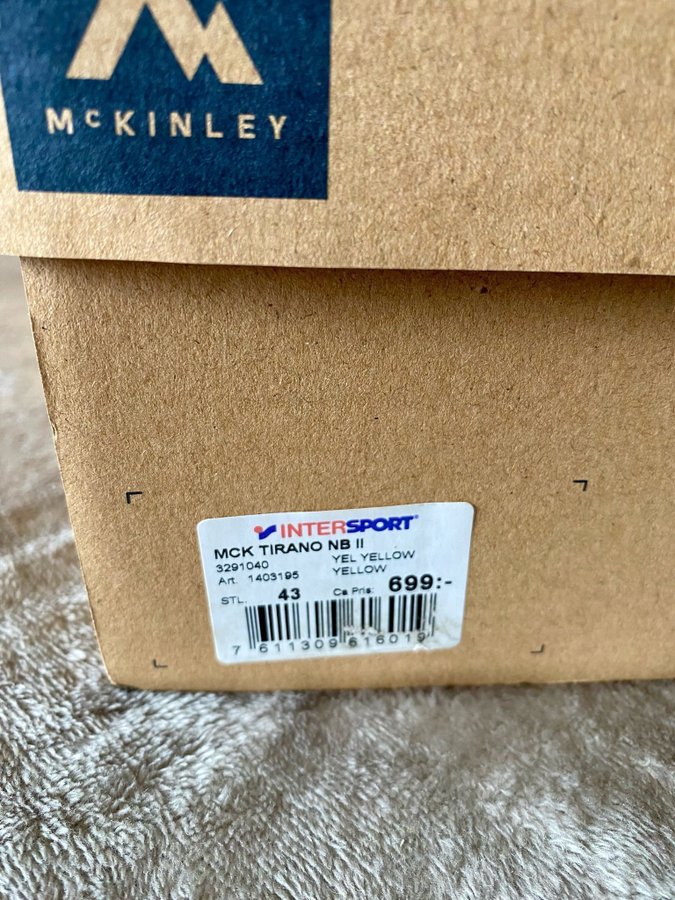 McKINLEY
INTERSPORT
MCK TIRANO NB II
3291040 YEL YELLOW
Art. 1403195 YELLOW
STL. 43 Ca Pris: 699:-
7 611309 616019